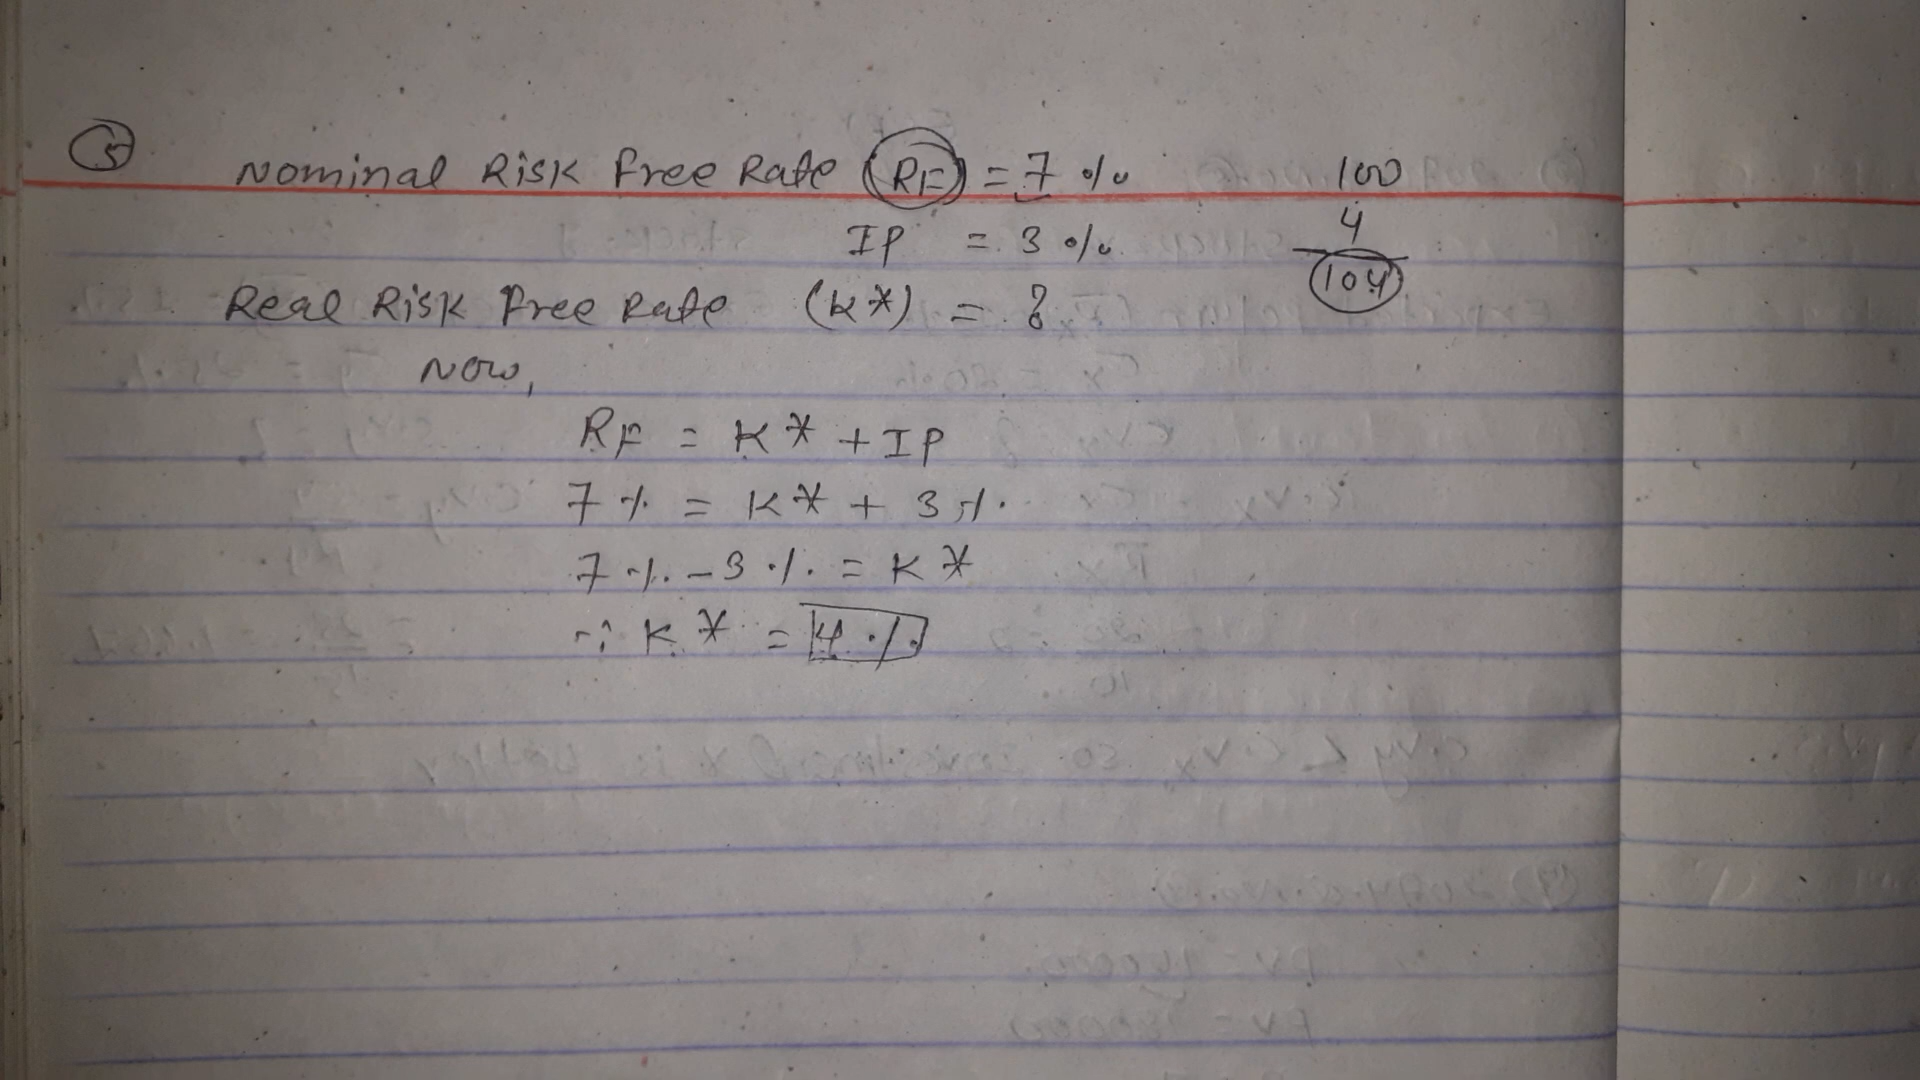 5
Nominal Risk free Rate (RF) = 7 %
IP = 3 %
Real Risk free Rate (K*) = ?
Now,
RF = K* + IP
7% = K* + 3%
7% - 3% = K*
∴ K* = 4%
100
4
104